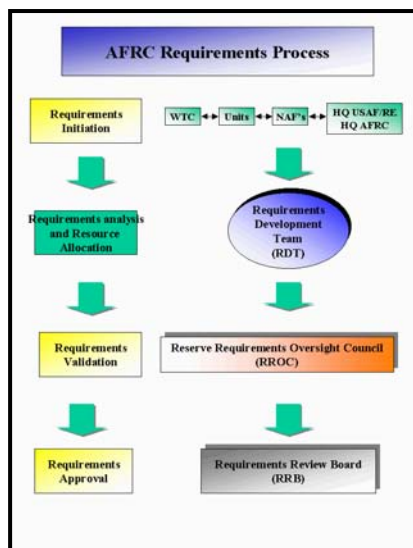 AFRC Requirements Process
Requirements
Initiation
WTC
Units
NAF's
HQ USAF/RE
HQ AFRC
Requirements analysis
and Resource
Allocation
Requirements
Development
Team
(RDT)
Requirements
Validation
Reserve Requirements Oversight Council
(RROC)
Requirements
Approval
Requirements Review Board
(RRB)